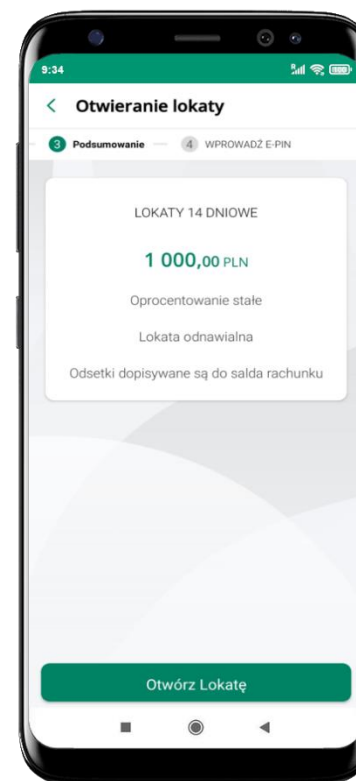 9:34
Otwieranie lokaty
3 Podsumowanie 4 WPROWADŹ E-PIN
LOKATY 14 DNIOWE
1 000,00 PLN
Oprocentowanie stałe
Lokata odnawialna
Odsetki dopisywane są do salda rachunku
Otwórz Lokatę